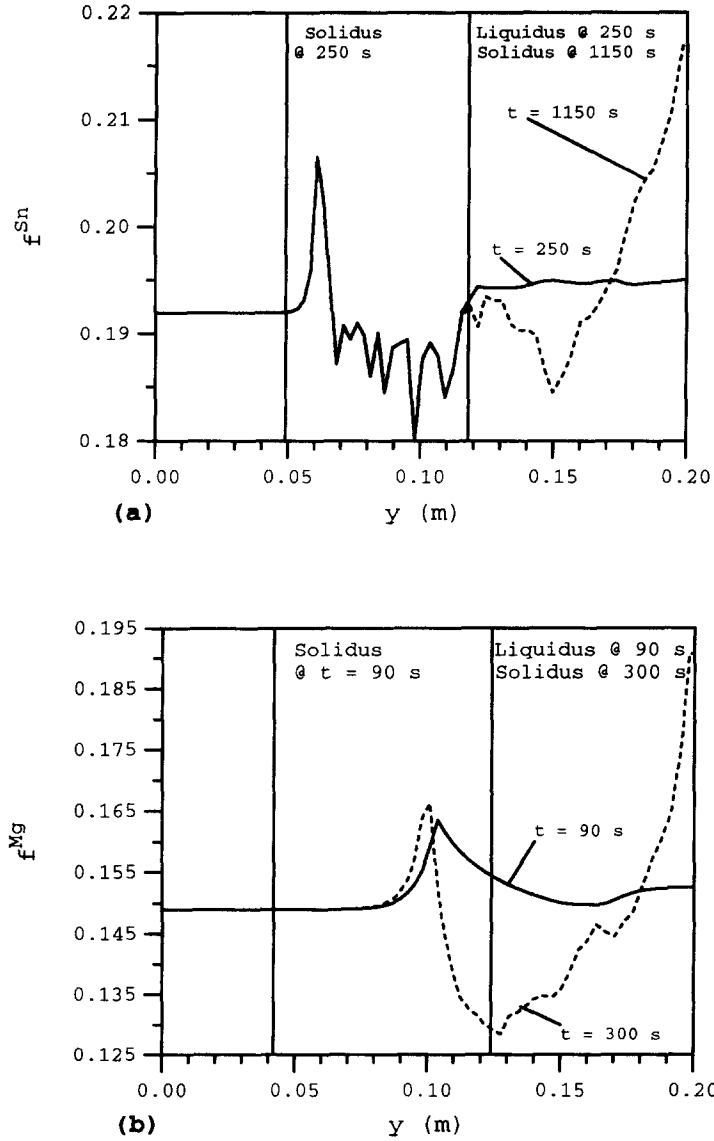 0.22
Solidus
@ 250 s
Liquidus @ 250 s
Solidus @ 1150 s
t = 1150 s
0.21
f^Sn
0.20
t = 250 s
0.19
0.18
0.00 0.05 0.10 0.15 0.20
(a) y (m)
0.195
Solidus
@ t = 90 s
Liquidus @ 90 s
Solidus @ 300 s
0.185
0.175
0.165
f^Mg
t = 90 s
0.155
0.145
0.135
t = 300 s
0.125
0.00 0.05 0.10 0.15 0.20
(b) y (m)